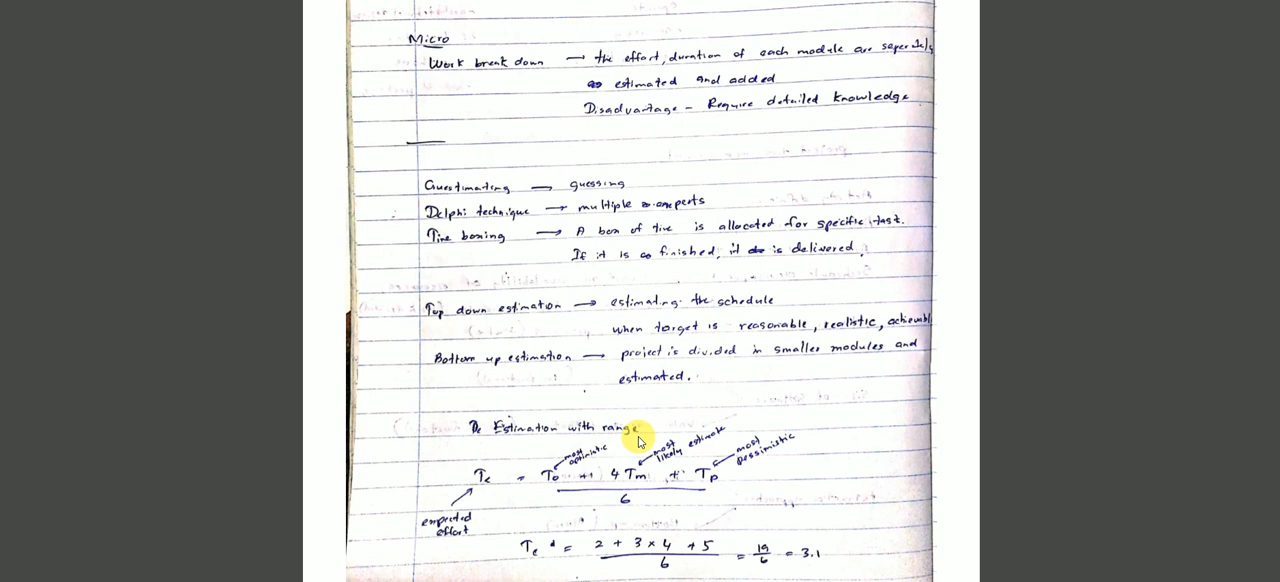 Micro
Work break down → the effort, duration of each module are seperately
estimated and added
Disadvantage - Require detailed knowledge
Guestimating → guessing
Delphi technique → multiple experts
Time boxing → A box of time is allocated for specific task.
If it is finished, it is delivered.
Top down estimation → estimating the schedule
when target is reasonable, realistic, achievable
Bottom up estimation → project is divided in smaller modules and
estimated.
Estimation with range
most optimistic most likely estimate most pessimistic
Te = To + 4 Tm + Tp
6
expected
effort
Te = 2 + 3 x 4 + 5 = 19/6 = 3.1
6